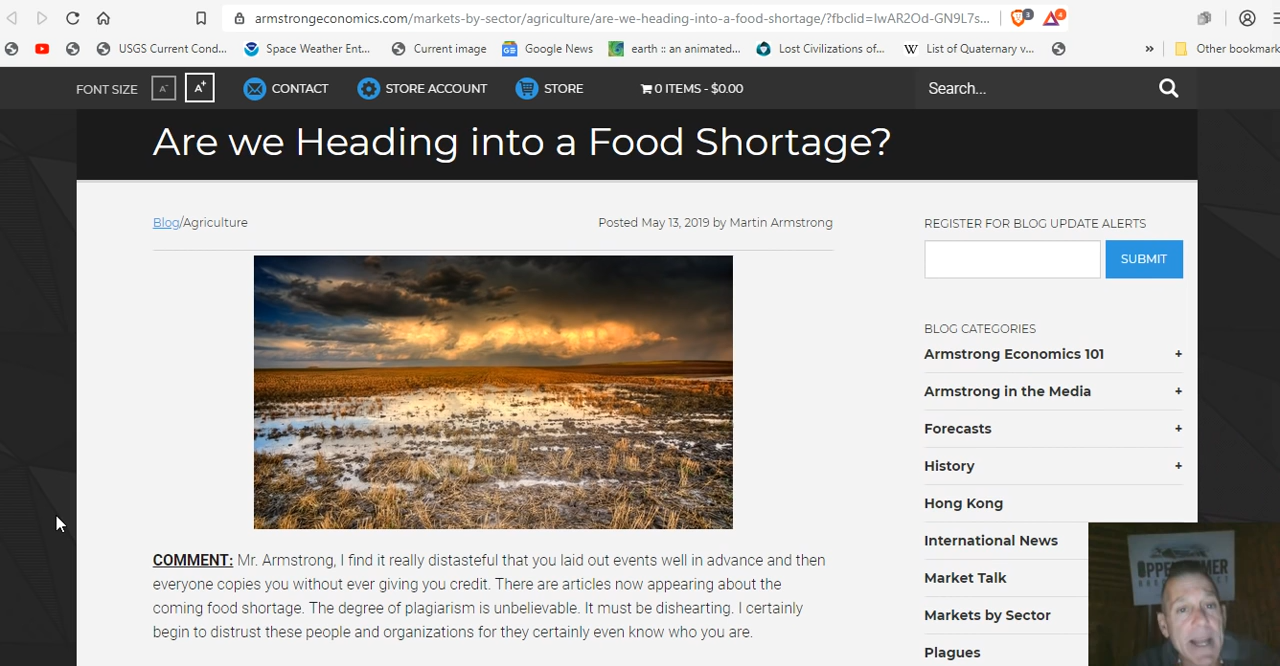 armstrongeconomics.com/markets-by-sector/agriculture/are-we-heading-into-a-food-shortage/?fbclid=IwAR2Od-GN9L7s...
3
4
USGS Current Cond...
Space Weather Ent...
Current image
Google News
earth :: an animated...
Lost Civilizations of...
W List of Quaternary v...
»
Other bookmark
FONT SIZE A- A+ CONTACT STORE ACCOUNT STORE 0 ITEMS - $0.00 Search...
Are we Heading into a Food Shortage?
Blog/Agriculture
Posted May 13, 2019 by Martin Armstrong
COMMENT: Mr. Armstrong, I find it really distasteful that you laid out events well in advance and then
everyone copies you without ever giving you credit. There are articles now appearing about the
coming food shortage. The degree of plagiarism is unbelievable. It must be dishearting. I certainly
begin to distrust these people and organizations for they certainly even know who you are.
REGISTER FOR BLOG UPDATE ALERTS
SUBMIT
BLOG CATEGORIES
Armstrong Economics 101 +
Armstrong in the Media +
Forecasts +
History +
Hong Kong
International News
Market Talk
Markets by Sector
Plagues